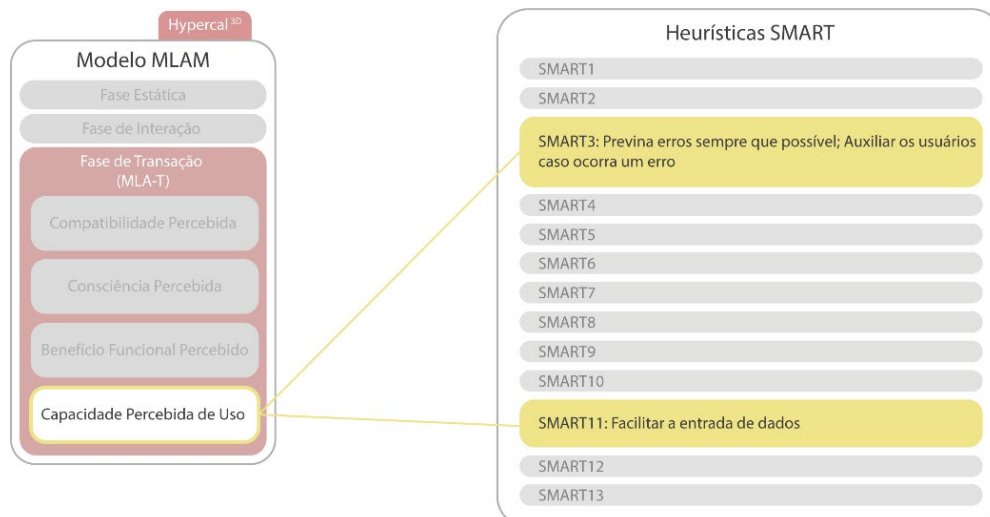 Hypercal 3D
Modelo MLAM
Fase Estática
Fase de Interação
Fase de Transação
(MLA-T)
Compatibilidade Percebida
Consciência Percebida
Benefício Funcional Percebido
Capacidade Percebida de Uso
Heurísticas SMART
SMART1
SMART2
SMART3: Previna erros sempre que possível; Auxiliar os usuários
caso ocorra um erro
SMART4
SMART5
SMART6
SMART7
SMART8
SMART9
SMART10
SMART11: Facilitar a entrada de dados
SMART12
SMART13